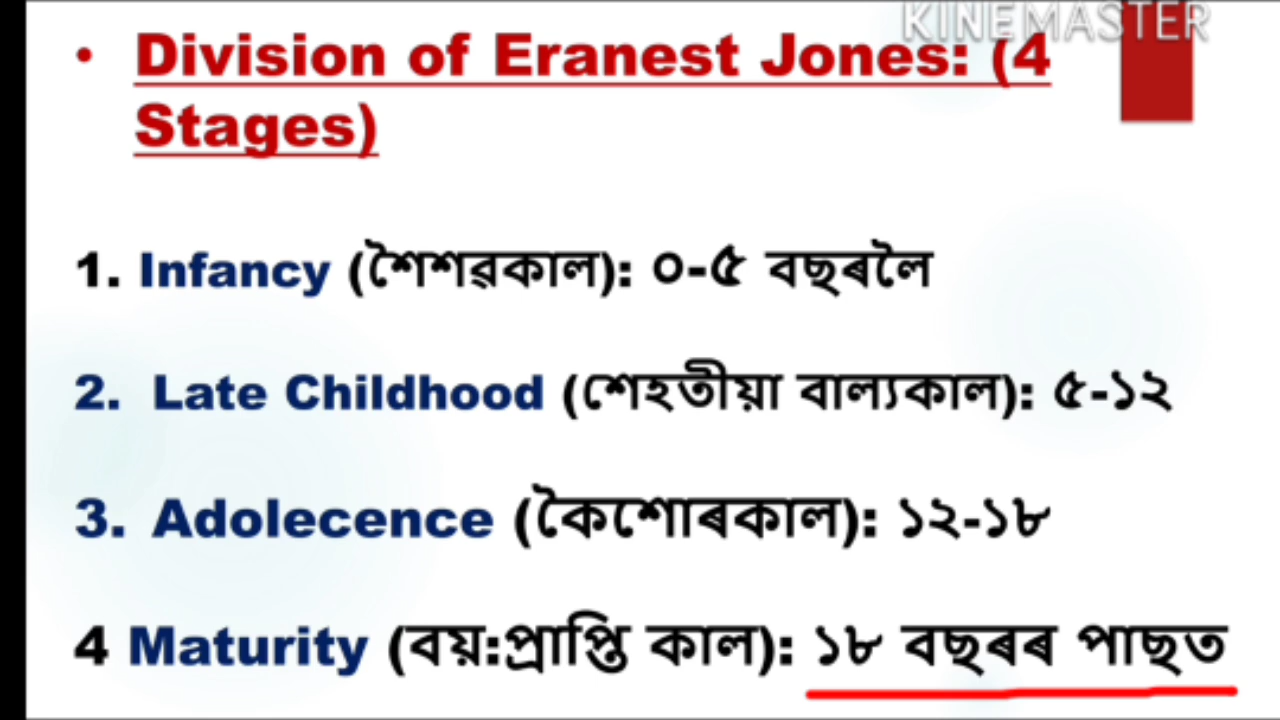 KINEMASTER
• Division of Eranest Jones: (4
Stages)
1. Infancy (শৈশৱকাল): ০-৫ বছৰলৈ
2. Late Childhood (শেহতীয়া বাল্যকাল): ৫-১২
3. Adolecence (কৈশোৰকাল): ১২-১৮
4 Maturity (বয়:প্ৰাপ্তি কাল): ১৮ বছৰৰ পাছত